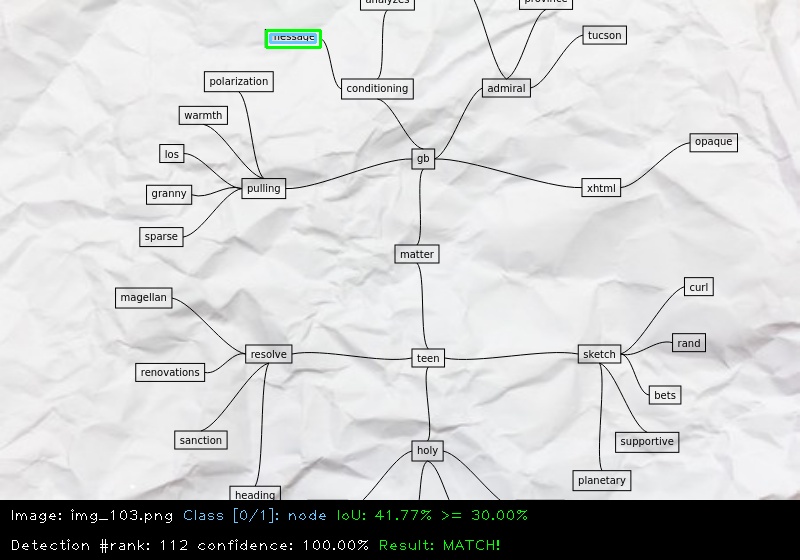 analyzes
province
message
tucson
polarization
conditioning
admiral
warmth
opaque
los
gb
pulling
xhtml
granny
sparse
matter
curl
magellan
rand
resolve
teen
sketch
renovations
bets
sanction
supportive
holy
planetary
heading
Image: img_103.png Class [0/1]: node IoU: 41.77% >= 30.00%
Detection #rank: 112 confidence: 100.00% Result: MATCH!